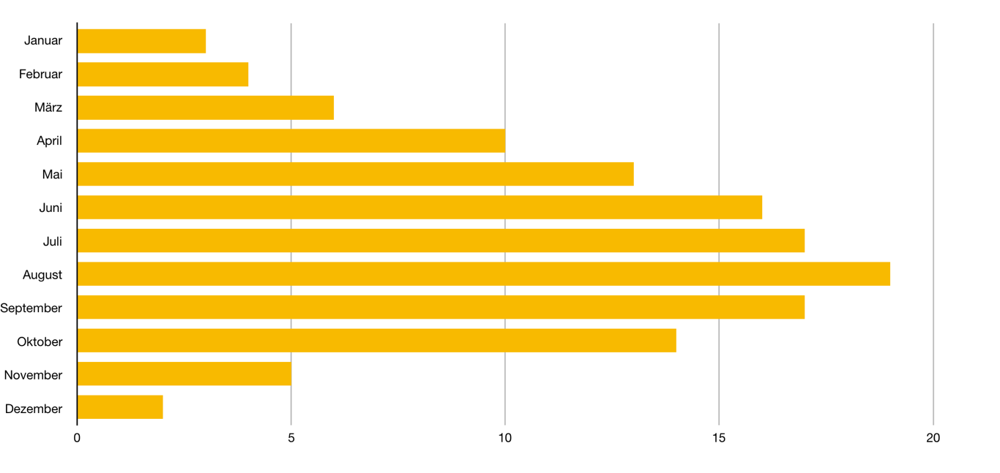 Januar
Februar
März
April
Mai
Juni
Juli
August
September
Oktober
November
Dezember
0 5 10 15 20